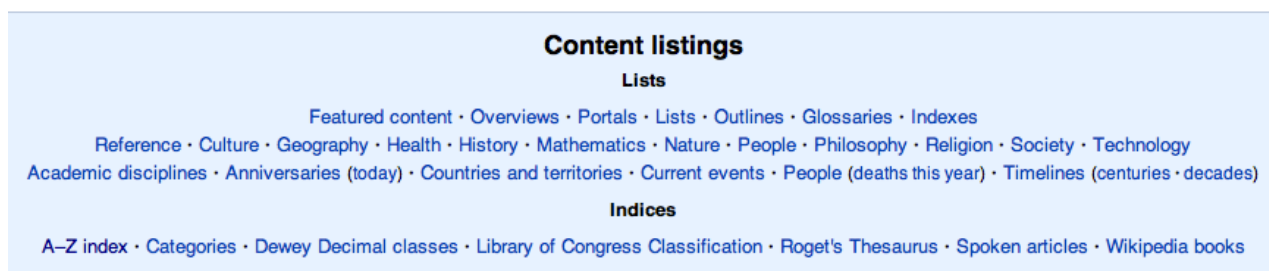 Content listings
Lists
Featured content · Overviews · Portals · Lists · Outlines · Glossaries · Indexes
Reference · Culture · Geography · Health · History · Mathematics · Nature · People · Philosophy · Religion · Society · Technology
Academic disciplines · Anniversaries (today) · Countries and territories · Current events · People (deaths this year) · Timelines (centuries · decades)
Indices
A–Z index · Categories · Dewey Decimal classes · Library of Congress Classification · Roget's Thesaurus · Spoken articles · Wikipedia books